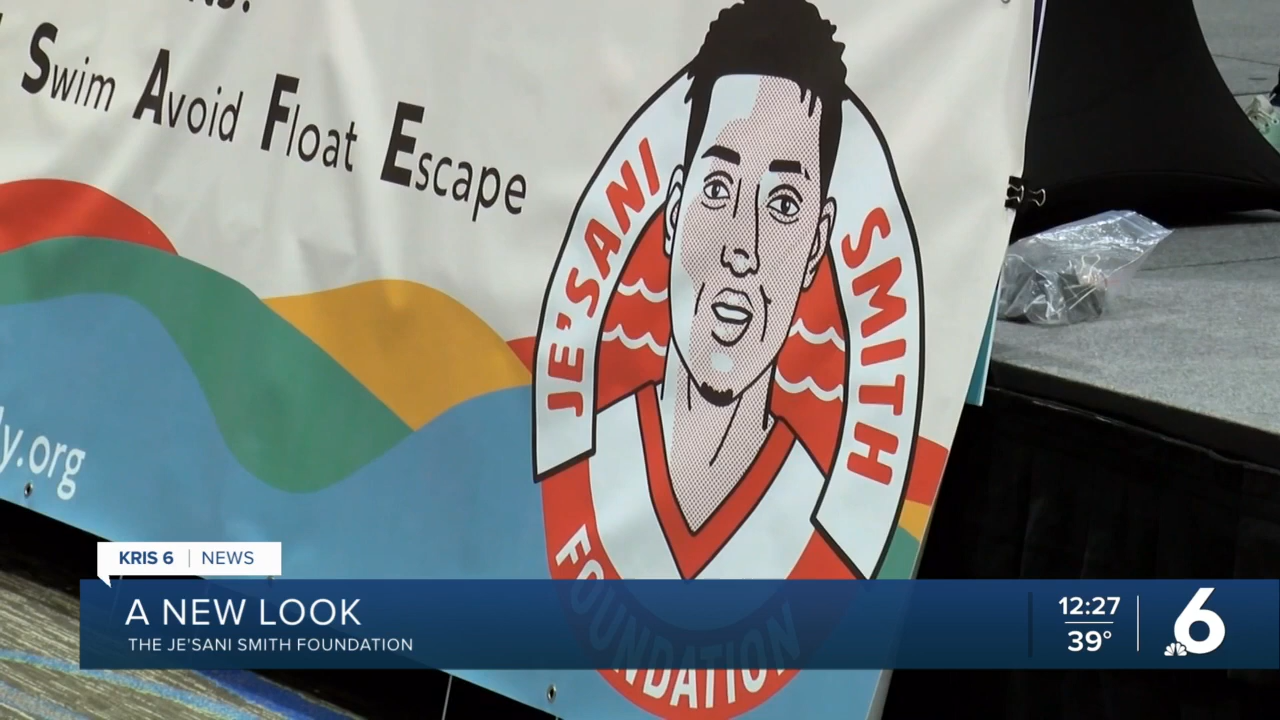 Swim Avoid Float Escape
JE'SANI
SMITH
FOUNDATION
y.org
KRIS 6 | NEWS
A NEW LOOK
THE JE'SANI SMITH FOUNDATION
12:27
39°
6